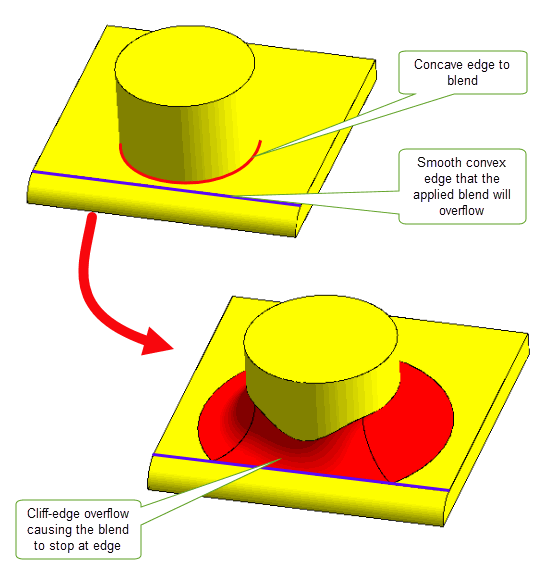 Concave edge to
blend
Smooth convex
edge that the
applied blend will
overflow
Cliff-edge overflow
causing the blend
to stop at edge